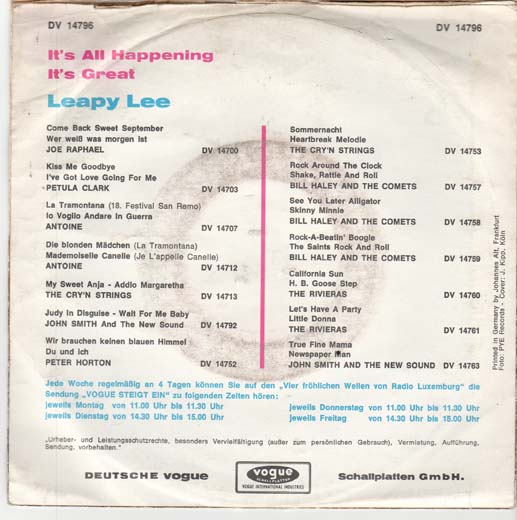 DV 14796
DV 14796
It's All Happening
It's Great
Leapy Lee
Come Back Sweet September
Wer weiß was morgen ist
JOE RAPHAEL DV 14700
Kiss Me Goodbye
I've Got Love Going For Me
PETULA CLARK DV 14703
La Tramontana (18. Festival San Remo)
Io Voglio Andare In Guerra
ANTOINE DV 14707
Die blonden Mädchen (La Tramontana)
Mademoiselle Canelle (Je L'appelle Canelle)
ANTOINE DV 14712
My Sweet Anja - Addio Margaretha
THE CRY'N STRINGS DV 14713
Judy In Disguise - Wait For Me Baby
JOHN SMITH And The New Sound DV 14792
Wir brauchen keinen blauen Himmel
Du und ich
PETER HORTON DV 14752
Sommernacht
Heartbreak Melodie
THE CRY'N STRINGS DV 14753
Rock Around The Clock
Shake, Rattle And Roll
BILL HALEY AND THE COMETS DV 14757
See You Later Alligator
Skinny Minnie
BILL HALEY AND THE COMETS DV 14758
Rock-A-Beatin' Boogie
The Saints Rock And Roll
BILL HALEY AND THE COMETS DV 14759
California Sun
H. B. Goose Step
THE RIVIERAS DV 14760
Let's Have A Party
Little Donna
THE RIVIERAS DV 14761
True Fine Mama
Newspaper Man
JOHN SMITH AND THE NEW SOUND DV 14763
Printed in Germany by Johannes Alt, Frankfurt
Foto: PYE Records - Cover: J. Kopp, Köln
Jede Woche regelmäßig an 4 Tagen können Sie auf den „Vier fröhlichen Wellen von Radio Luxemburg" die
Sendung „VOGUE STEIGT EIN" zu folgenden Zeiten hören:
jeweils Montag von 11.00 Uhr bis 11.30 Uhr
jeweils Dienstag von 14.30 Uhr bis 15.00 Uhr
jeweils Donnerstag von 11.00 Uhr bis 11.30 Uhr
jeweils Freitag von 14.30 Uhr bis 15.00 Uhr
„Urheber- und Leistungsschutzrechte, besonders Vervielfältigung (außer zum persönlichen Gebrauch), Vermietung, Aufführung,
Sendung, vorbehalten."
DEUTSCHE VOGUE
vogue
SCHALLPLATTEN
VOGUE INTERNATIONAL INDUSTRIES
Schallplatten GmbH.